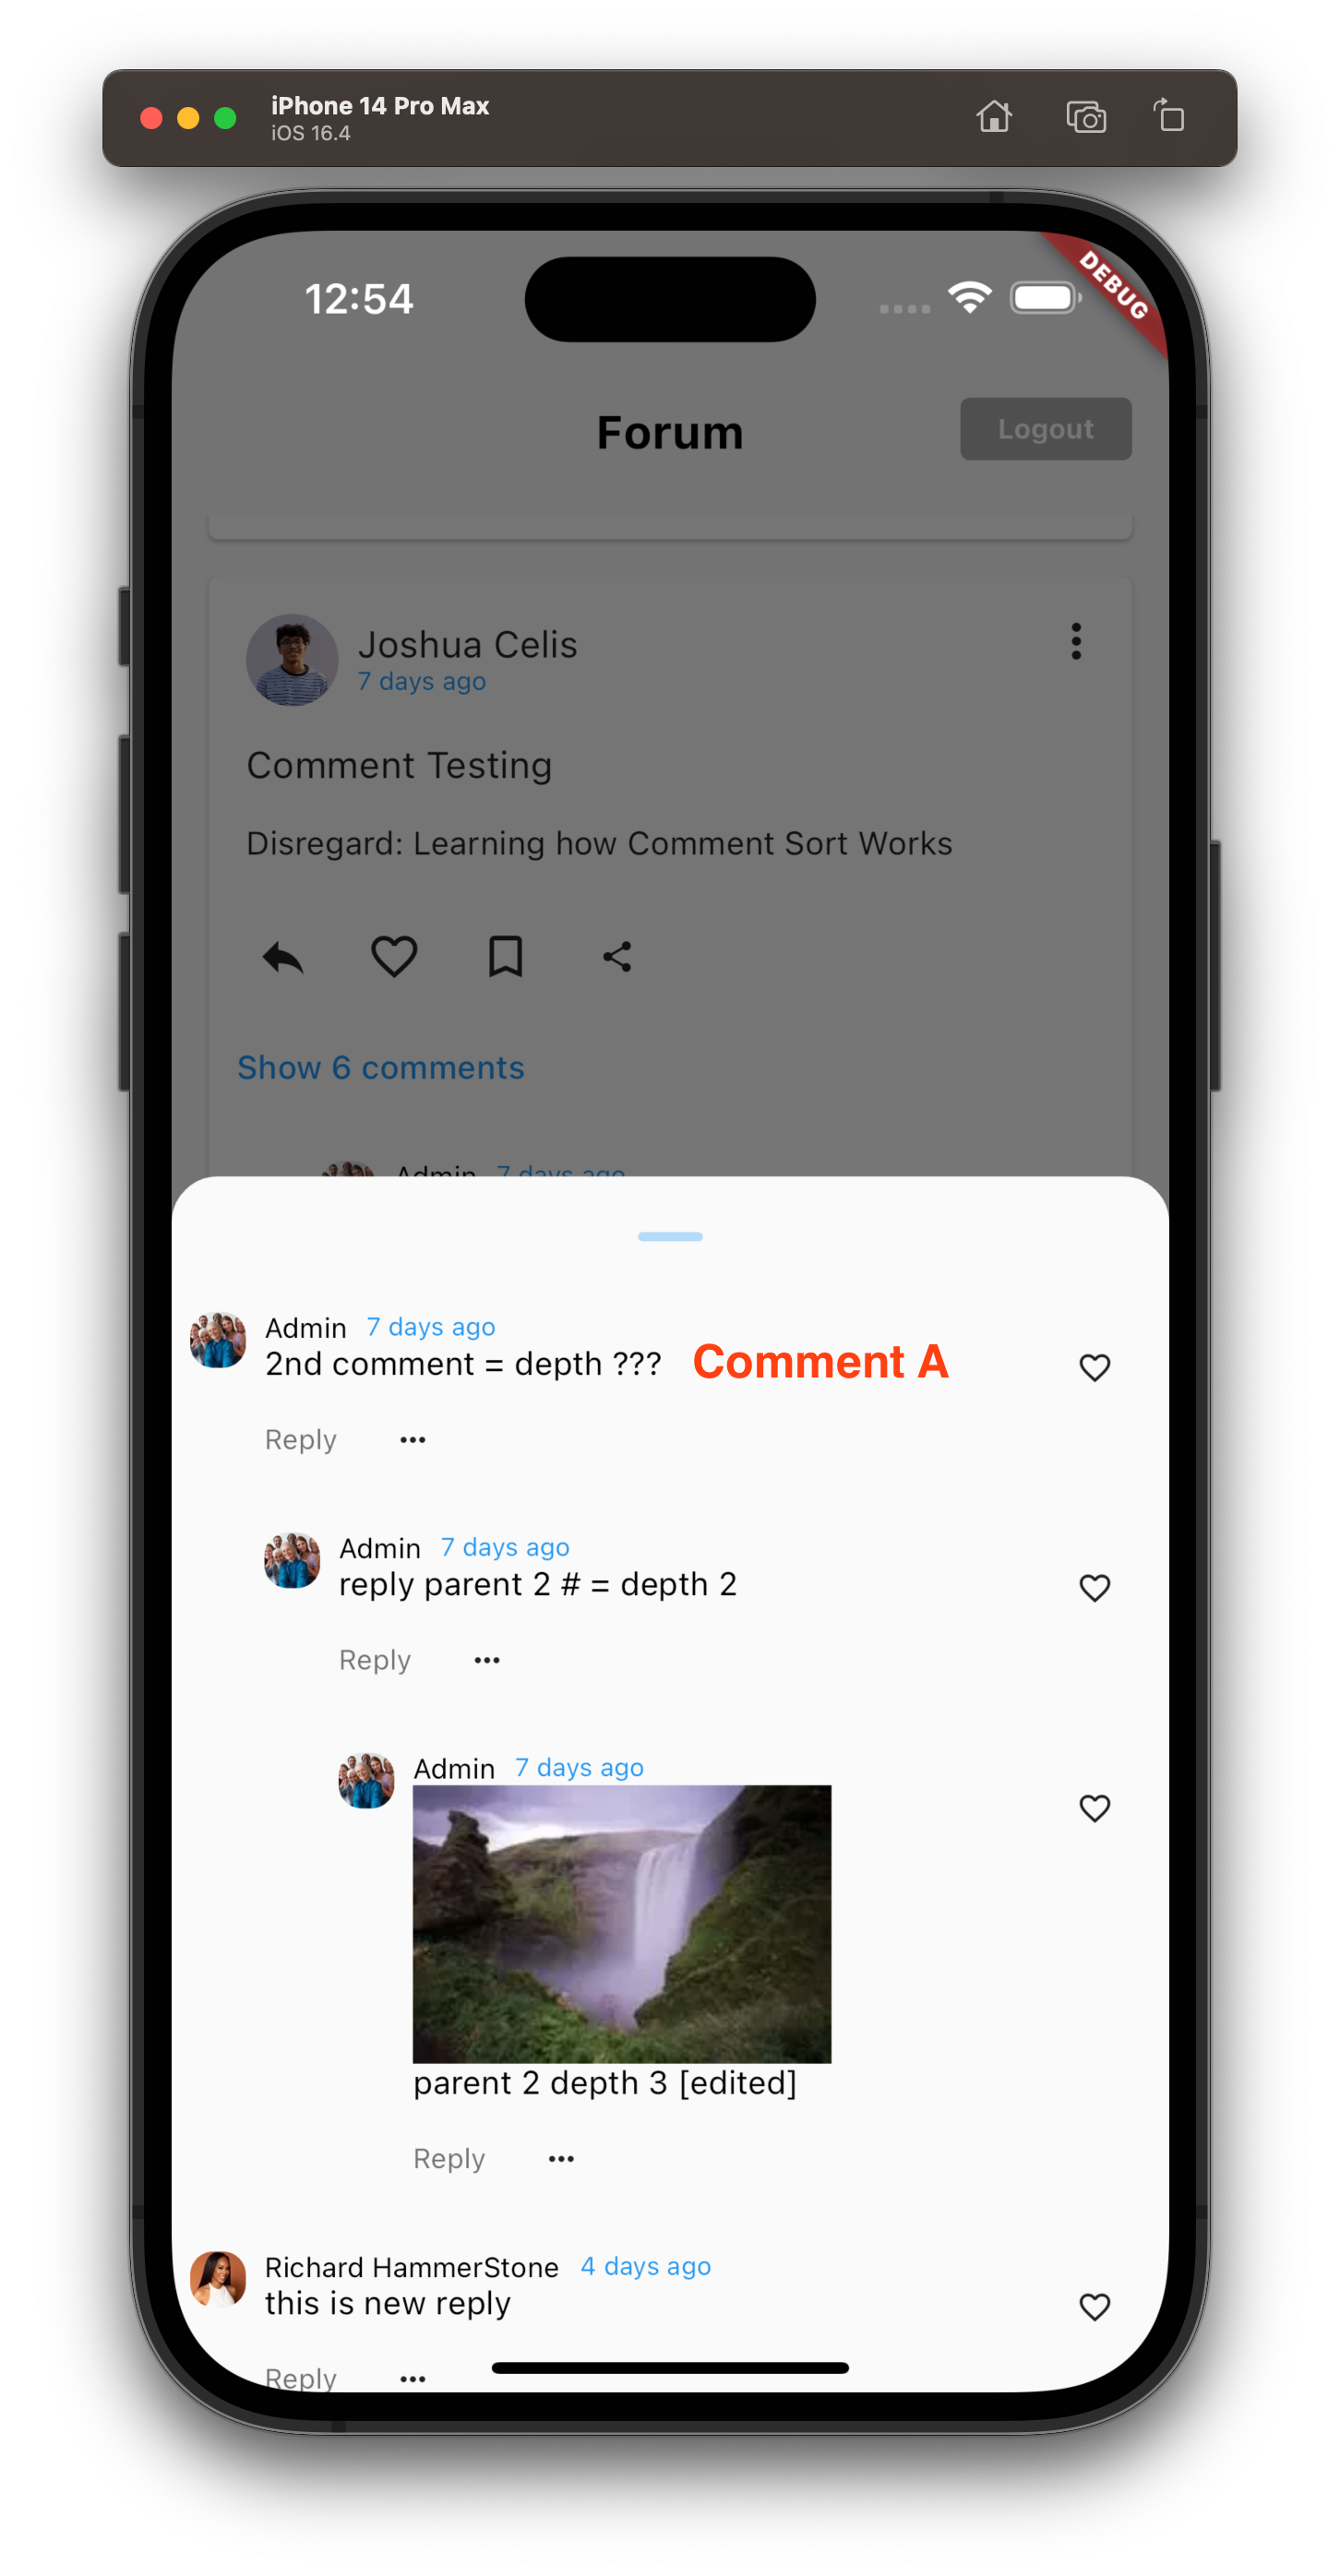 iPhone 14 Pro Max
iOS 16.4
12:54
DEBUG
Forum
Logout
Joshua Celis
7 days ago
Comment Testing
Disregard: Learning how Comment Sort Works
Show 6 comments
Admin 7 days ago
Admin 7 days ago
2nd comment = depth ??? Comment A
Reply
Admin 7 days ago
reply parent 2 # = depth 2
Reply
Admin 7 days ago
parent 2 depth 3 [edited]
Reply
Richard HammerStone 4 days ago
this is new reply
Reply